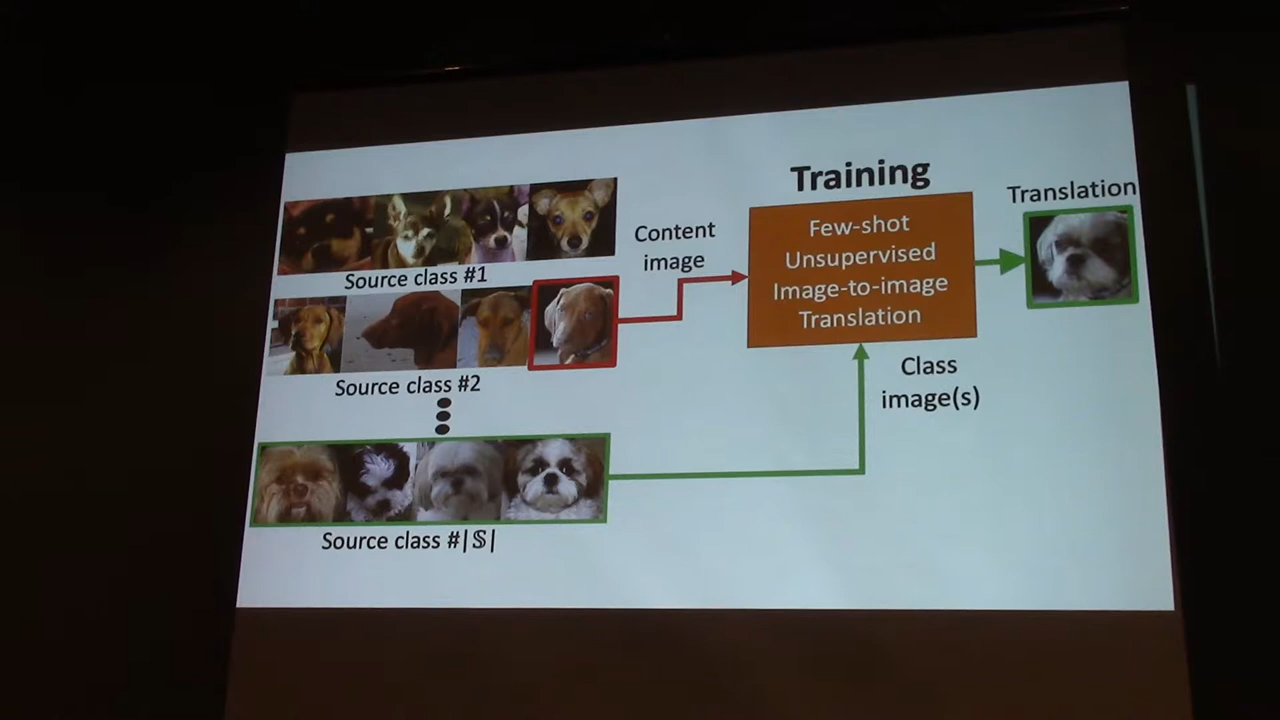 Training
Translation
Few-shot
Unsupervised
Image-to-image
Translation
Content
image
Source class #1
Source class #2
Class
image(s)
Source class #|𝕊|